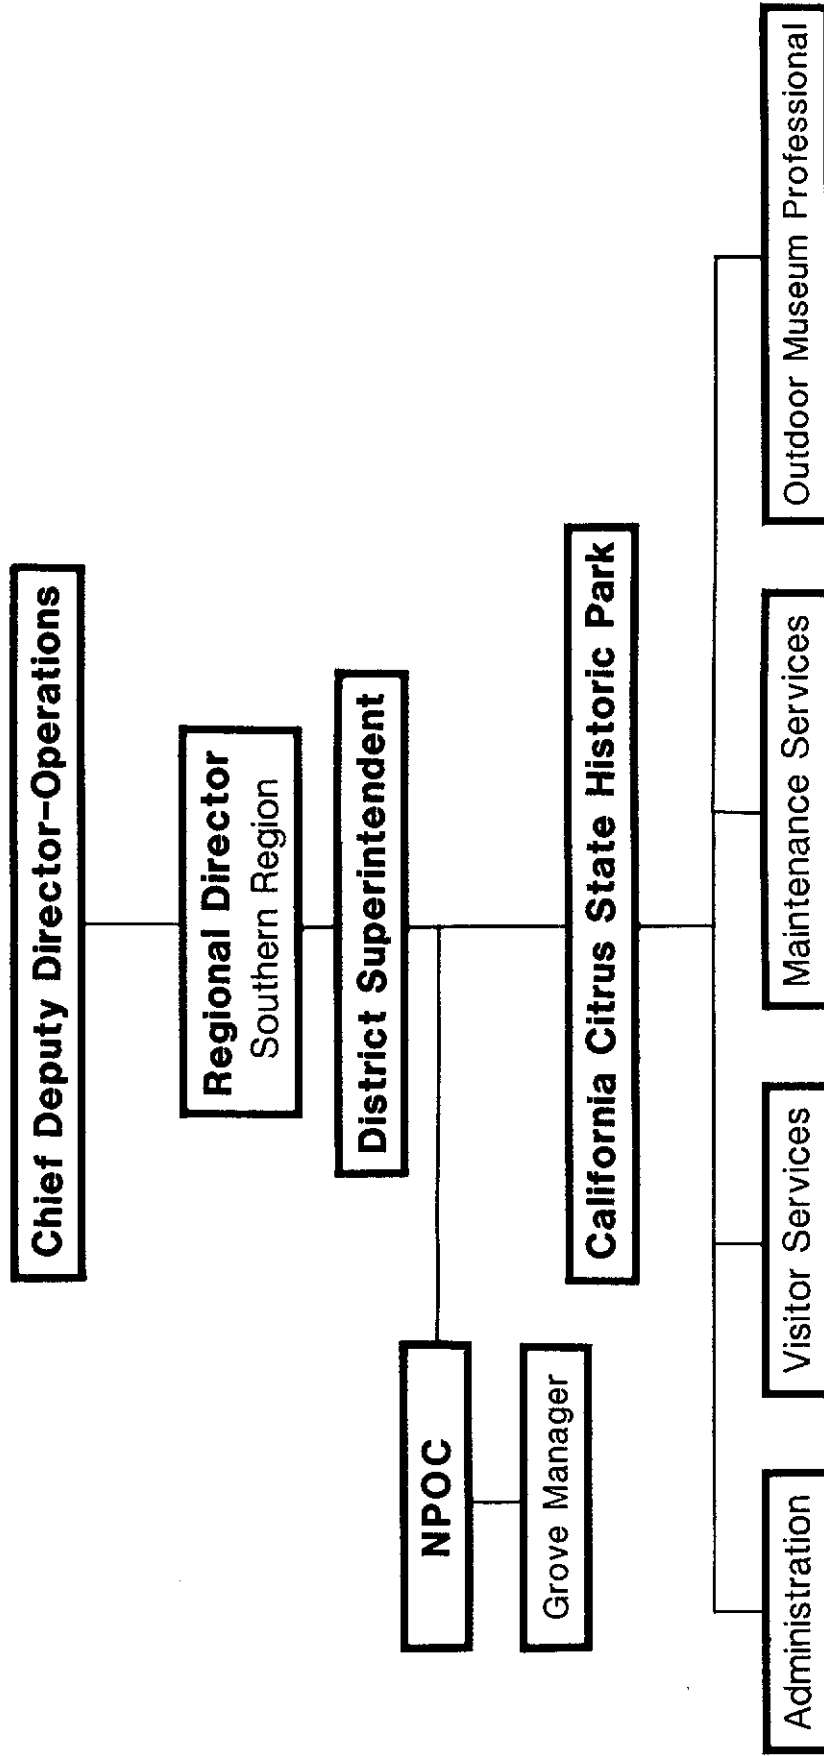 Chief Deputy Director-Operations
Regional Director
Southern Region
District Superintendent
NPOC
Grove Manager
California Citrus State Historic Park
Administration
Visitor Services
Maintenance Services
Outdoor Museum Professional